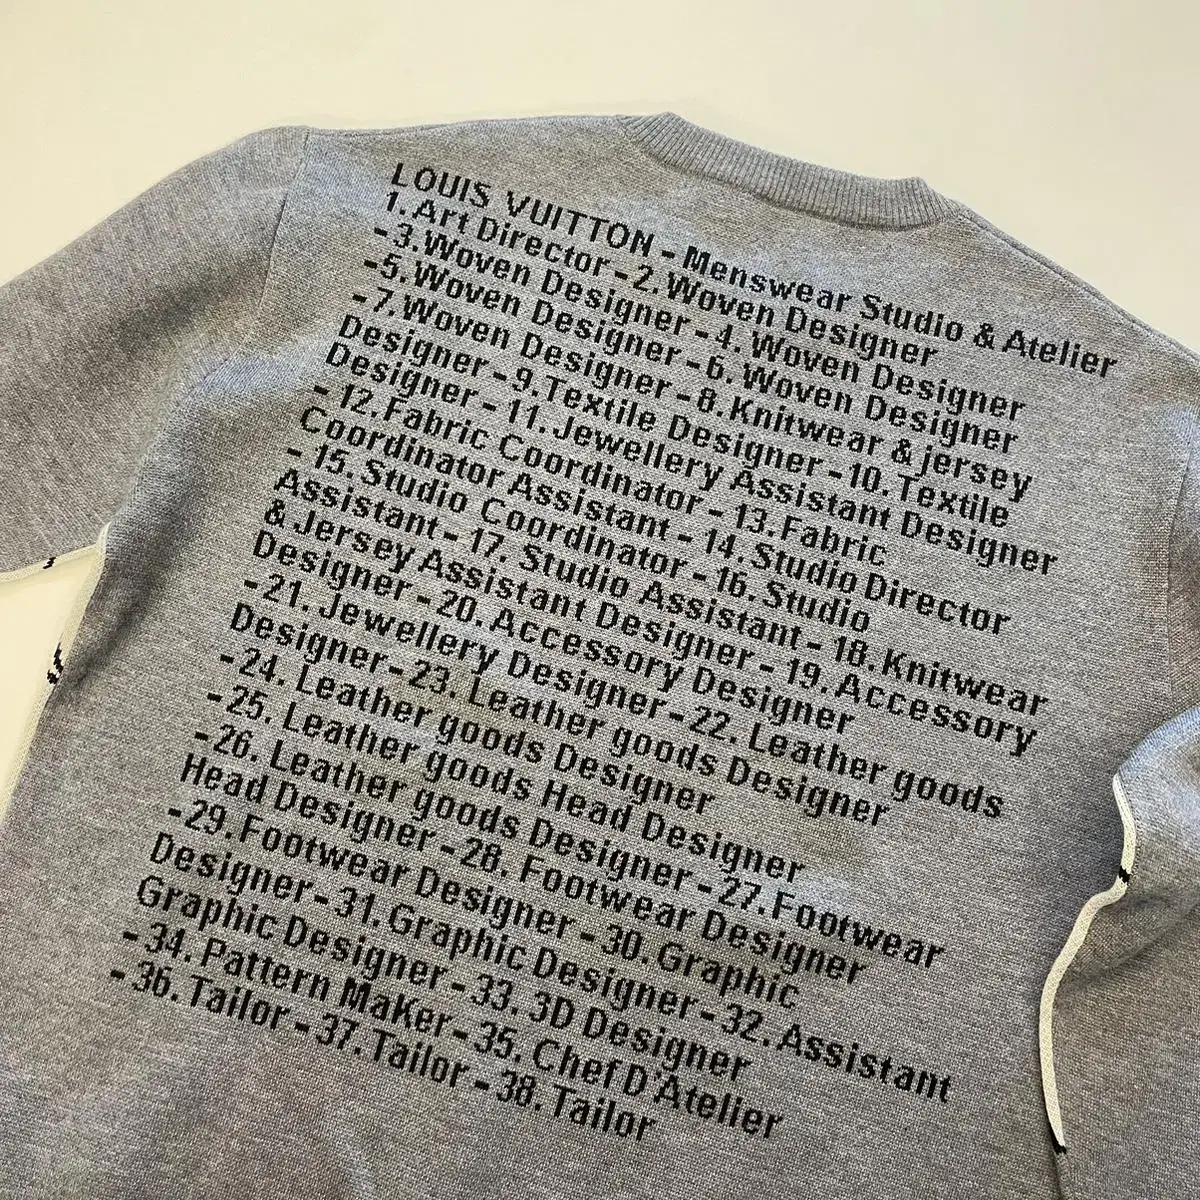 LOUIS VUITTON - Menswear Studio & Atelier
1.Art Director - 2.Woven Designer
- 3.Woven Designer - 4. Woven Designer
-5. Woven Designer - 6. Woven Designer
- 7. Woven Designer - 8. Knitwear & jersey
Designer - 9. Textile Designer - 10. Textile
Designer - 11. Jewellery Assistant Designer
- 12. Fabric Coordinator - 13. Fabric
Coordinator Assistant - 14. Studio Director
- 15. Studio Coordinator - 16. Studio
Assistant - 17. Studio Assistant - 18. Knitwear
& Jersey Assistant Designer - 19. Accessory
Designer - 20. Accessory Designer
- 21. Jewellery Designer - 22. Leather goods
Designer - 23. Leather goods Designer
- 24. Leather goods Designer
- 25. Leather goods Head Designer
- 26. Leather goods Designer - 27. Footwear
Head Designer - 28. Footwear Designer
- 29. Footwear Designer - 30. Graphic
Designer - 31. Graphic Designer - 32. Assistant
Graphic Designer - 33. 3D Designer
- 34. Pattern MaKer - 35. Chef D'Atelier
- 36. Tailor - 37. Tailor - 38. Tailor